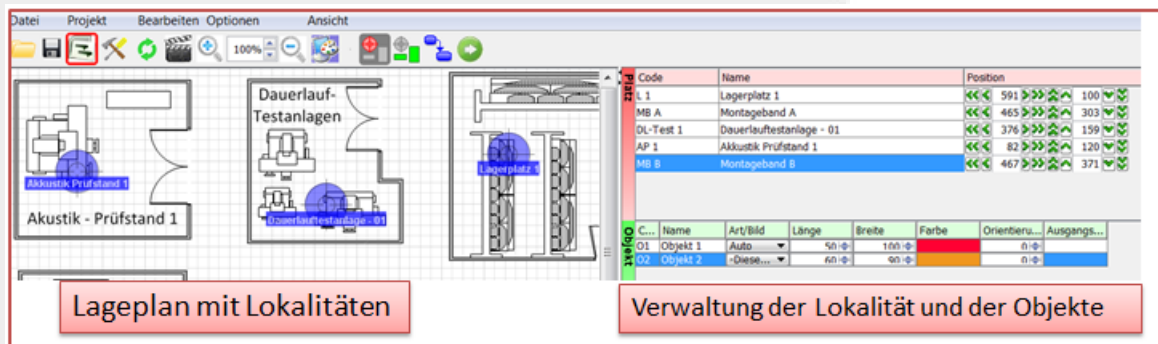 Datei Projekt Bearbeiten Optionen Ansicht
100%
Dauerlauf-
Testanlagen
Akkustik Prüfstand 1
Lagerplatz 1
Dauerlauftestanlage - 01
Akustik - Prüfstand 1
Platz
Code Name Position
L 1 Lagerplatz 1 591 100
MB A Montageband A 465 303
DL-Test 1 Dauerlauftestanlage - 01 376 159
AP 1 Akkustik Prüfstand 1 82 120
MB B Montageband B 467 371
Objekt
C... Name Art/Bild Länge Breite Farbe Orientieru... Ausgangs...
O1 Objekt 1 Auto 50 100 0
O2 Objekt 2 -Diese... 60 90 0
Lageplan mit Lokalitäten
Verwaltung der Lokalität und der Objekte